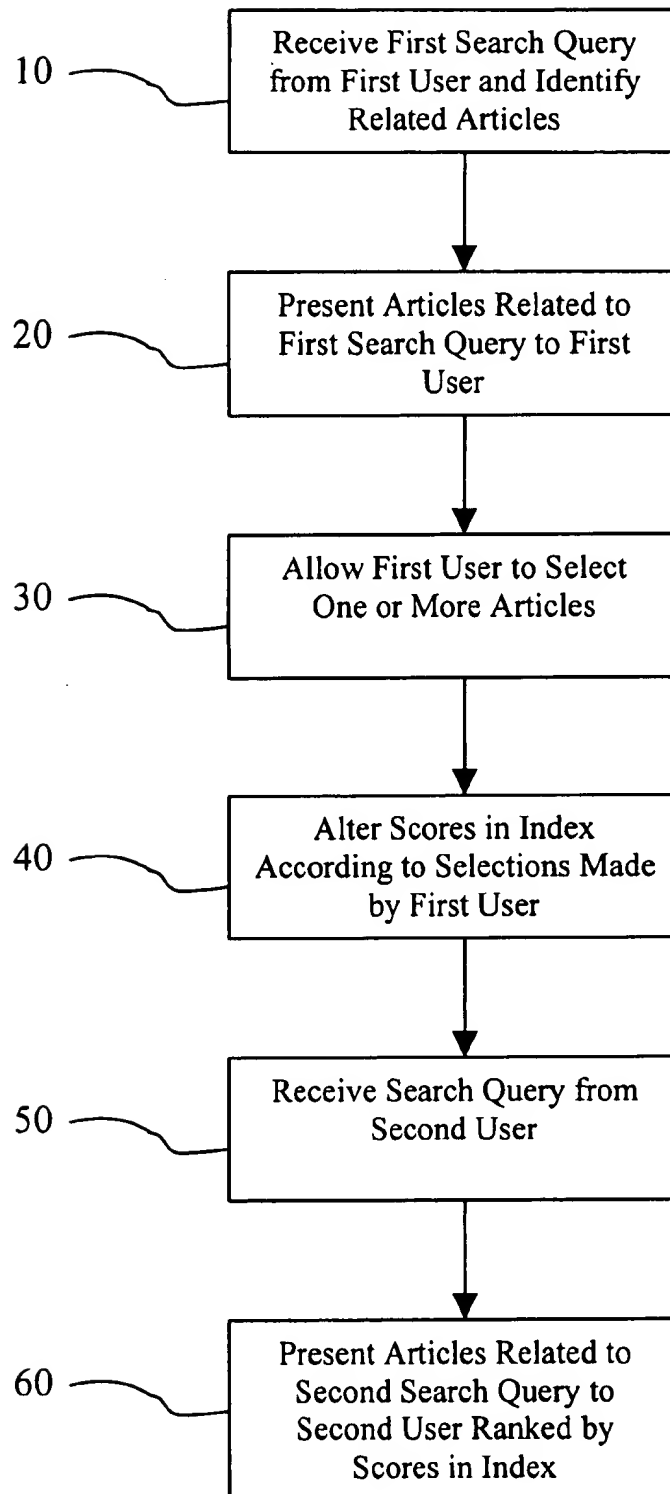 10
Receive First Search Query
from First User and Identify
Related Articles
20
Present Articles Related to
First Search Query to First
User
30
Allow First User to Select
One or More Articles
40
Alter Scores in Index
According to Selections Made
by First User
50
Receive Search Query from
Second User
60
Present Articles Related to
Second Search Query to
Second User Ranked by
Scores in Index